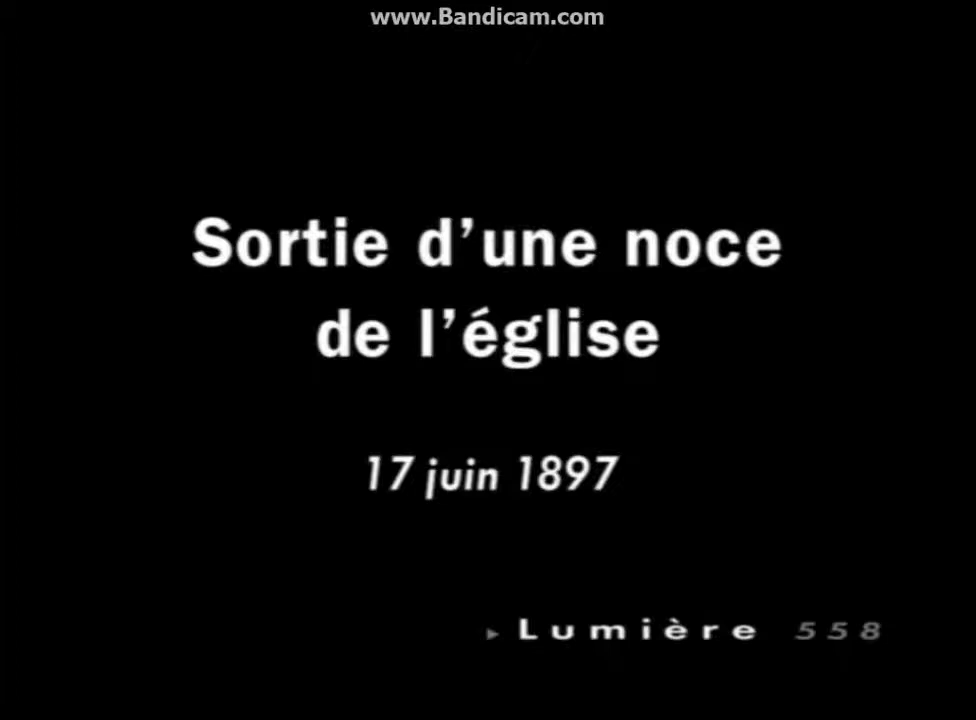 www.Bandicam.com
Sortie d’une noce
de l’église
17 juin 1897
▸ Lumière 558